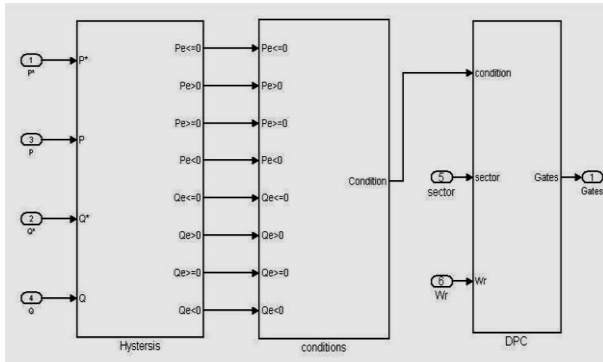 1
P*
3
P
2
Q*
4
Q
P*
P
Q*
Q
Pe<=0
Pe>0
Pe>=0
Pe<0
Qe<=0
Qe>0
Qe>=0
Qe<0
Hystersis
Pe<=0
Pe>0
Pe>=0
Pe<0
Qe<=0
Qe>0
Qe>=0
Qe<0
Condition
conditions
5
sector
6
Wr
condition
sector
Wr
Gates
DPC
1
Gates